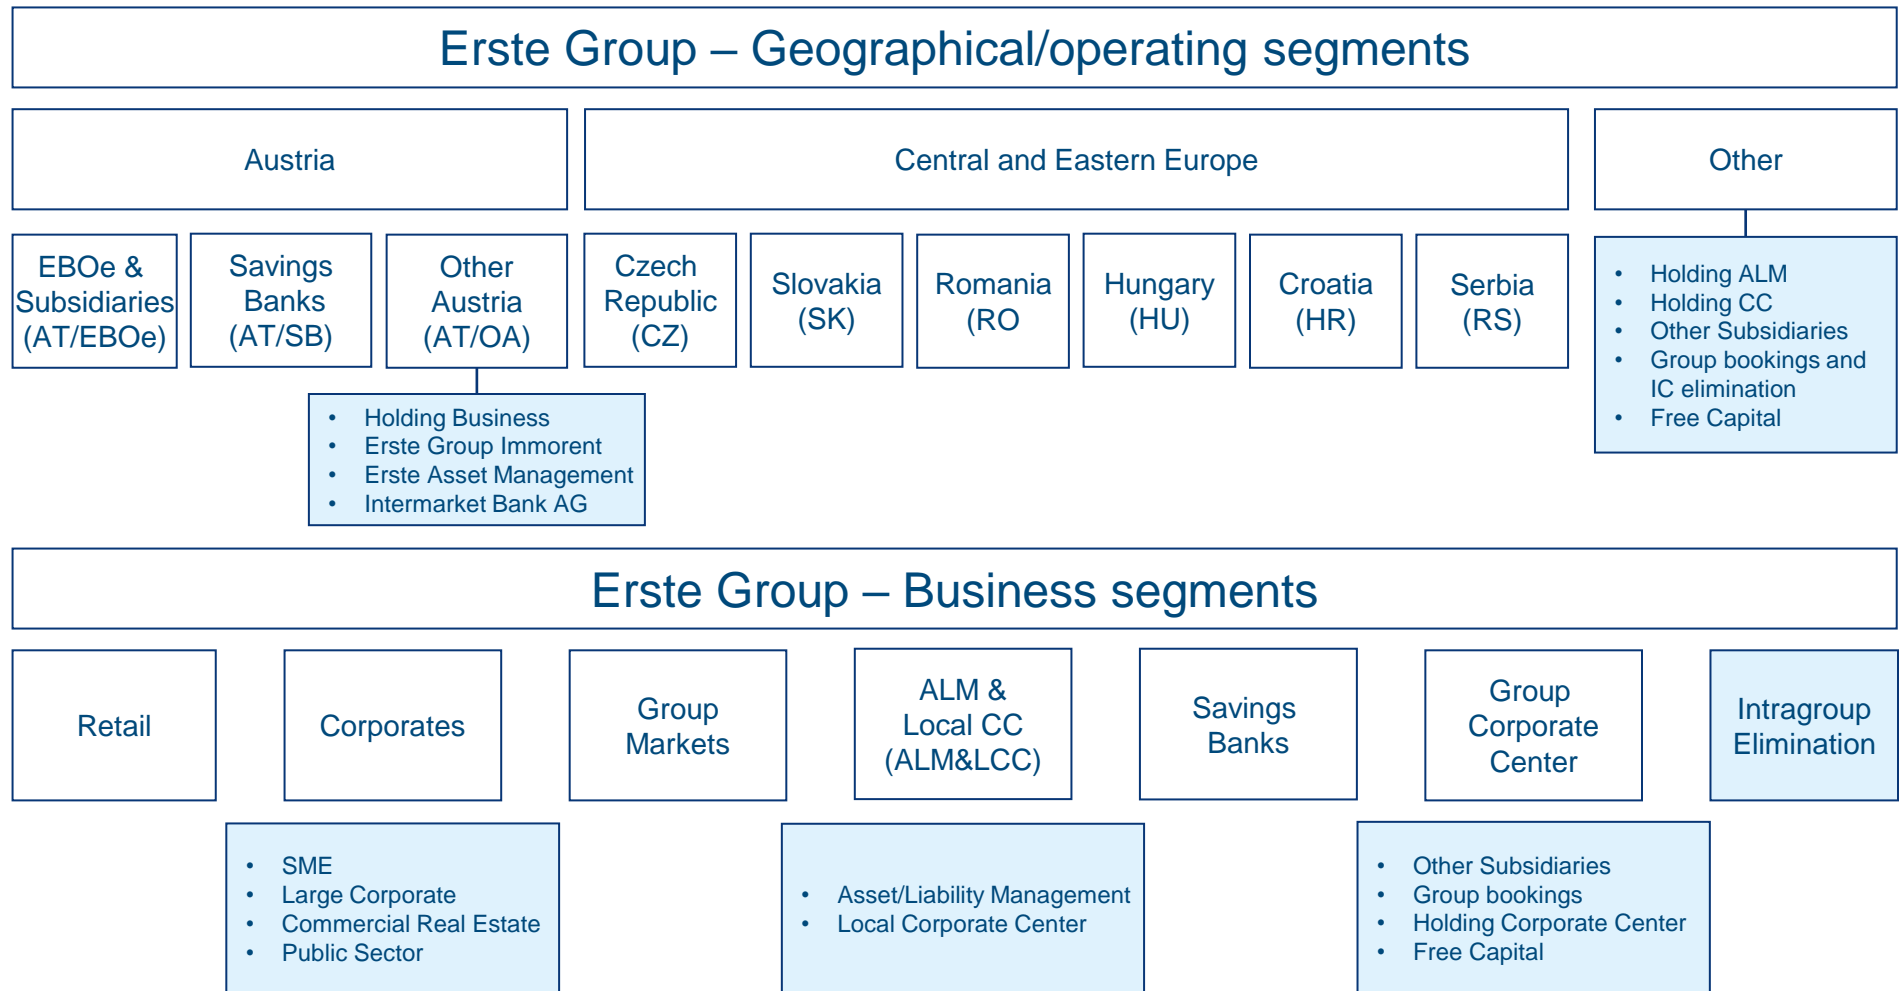 Erste Group – Geographical/operating segments
Austria
Central and Eastern Europe
Other
EBOe &
Subsidiaries
(AT/EBOe)
Savings
Banks
(AT/SB)
Other
Austria
(AT/OA)
Czech
Republic
(CZ)
Slovakia
(SK)
Romania
(RO
Hungary
(HU)
Croatia
(HR)
Serbia
(RS)
• Holding ALM
• Holding CC
• Other Subsidiaries
• Group bookings and
IC elimination
• Free Capital
• Holding Business
• Erste Group Immorent
• Erste Asset Management
• Intermarket Bank AG
Erste Group – Business segments
Retail
Corporates
Group
Markets
ALM &
Local CC
(ALM&LCC)
Savings
Banks
Group
Corporate
Center
Intragroup
Elimination
• SME
• Large Corporate
• Commercial Real Estate
• Public Sector
• Asset/Liability Management
• Local Corporate Center
• Other Subsidiaries
• Group bookings
• Holding Corporate Center
• Free Capital